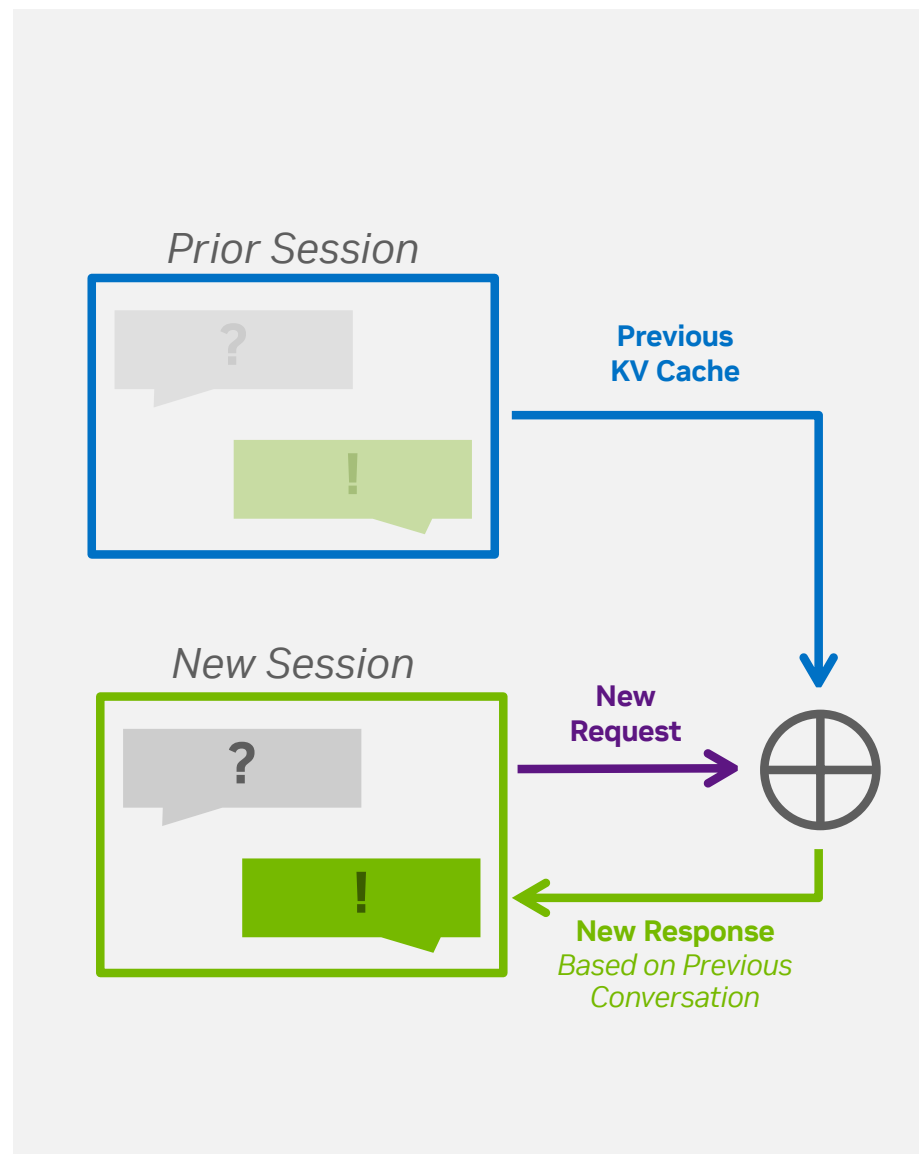 Prior Session
?
!
Previous
KV Cache
New Session
?
!
New
Request
New Response
Based on Previous
Conversation